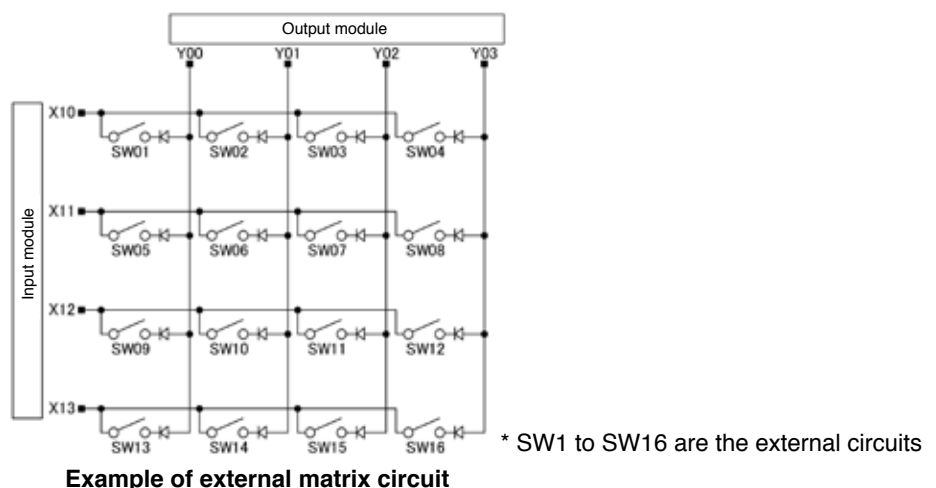 Output module
Y00 Y01 Y02 Y03
Input module
X10
SW01 SW02 SW03 SW04
X11
SW05 SW06 SW07 SW08
X12
SW09 SW10 SW11 SW12
X13
SW13 SW14 SW15 SW16
* SW1 to SW16 are the external circuits
Example of external matrix circuit